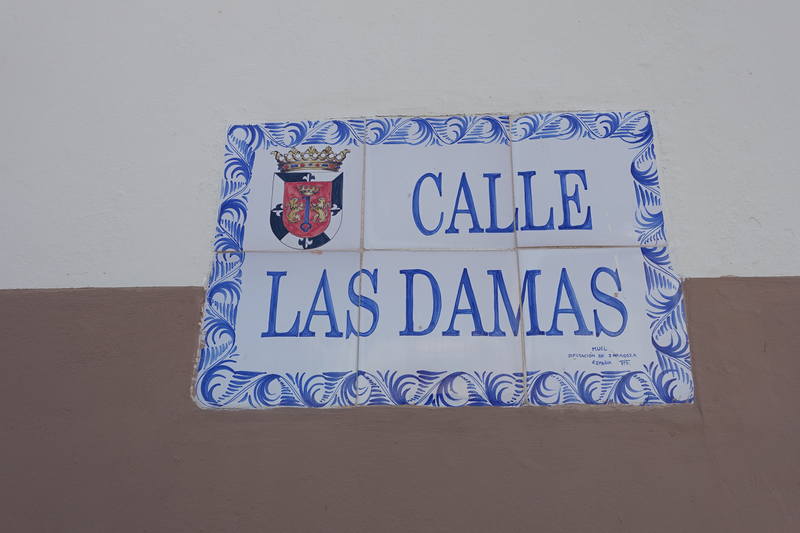 CALLE
LAS DAMAS
MUEL
DIPUTACIÓN DE ZARAGOZA
ESPAÑA